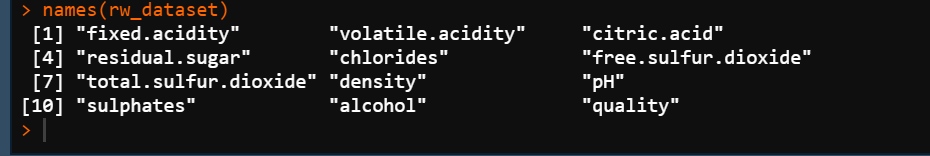 > names(rw_dataset)
[1] "fixed.acidity" "volatile.acidity" "citric.acid"
[4] "residual.sugar" "chlorides" "free.sulfur.dioxide"
[7] "total.sulfur.dioxide" "density" "pH"
[10] "sulphates" "alcohol" "quality"
>